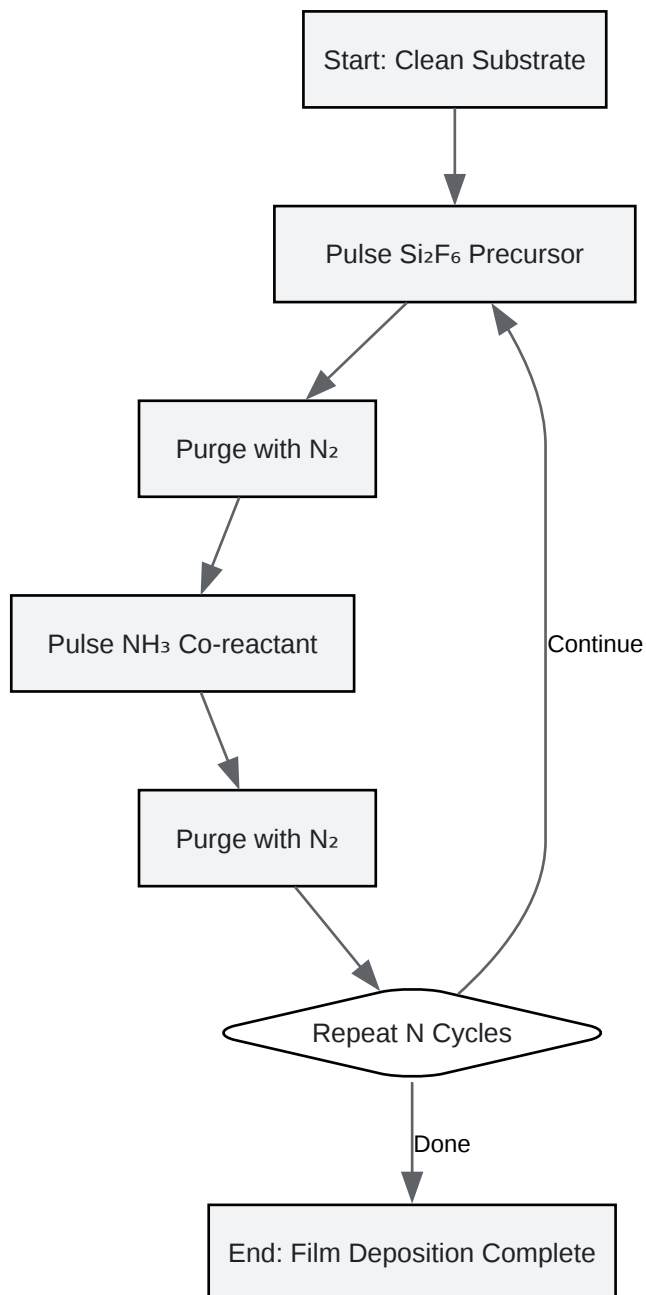 Start: Clean Substrate
Pulse Si₂F₆ Precursor
Purge with N₂
Pulse NH₃ Co-reactant
Continue
Purge with N₂
Repeat N Cycles
Done
End: Film Deposition Complete